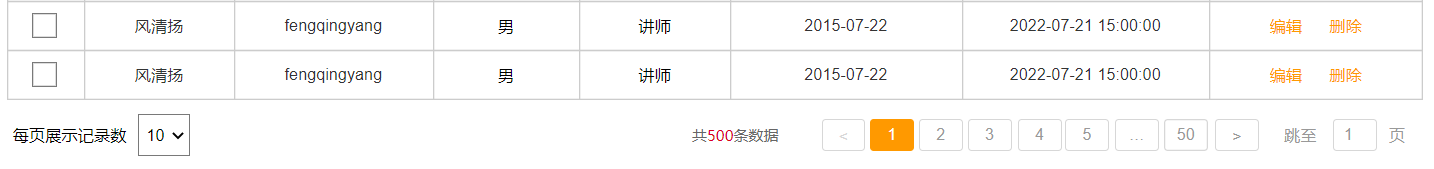 风清扬 fengqingyang 男 讲师 2015-07-22 2022-07-21 15:00:00 编辑 删除
风清扬 fengqingyang 男 讲师 2015-07-22 2022-07-21 15:00:00 编辑 删除
每页展示记录数 10 共500条数据 < 1 2 3 4 5 ... 50 > 跳至 1 页